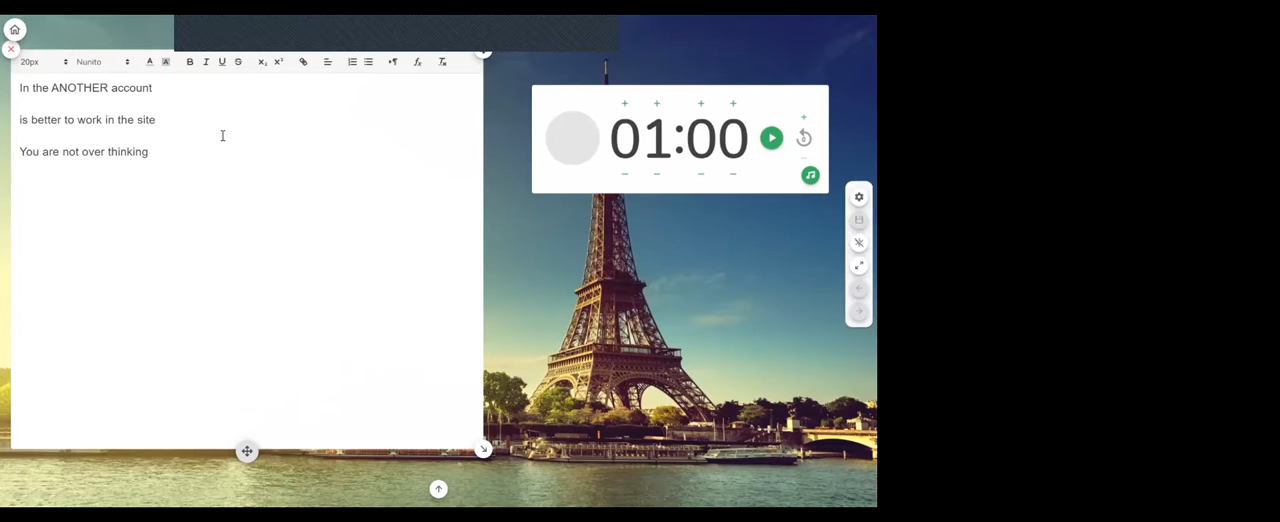 20px Nunito
In the ANOTHER account
is better to work in the site
You are not over thinking
01:00